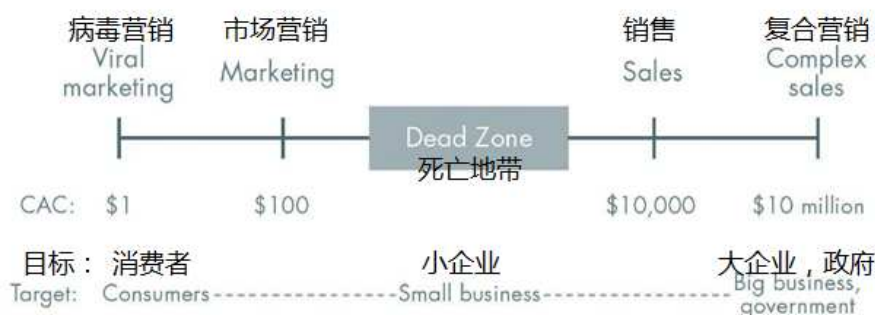 病毒营销 市场营销 销售 复合营销
Viral marketing Marketing Sales Complex sales
Dead Zone
死亡地带
CAC: $1 $100 $10,000 $10 million
目标： 消费者 小企业 大企业，政府
Target: Consumers Small business Big business, government